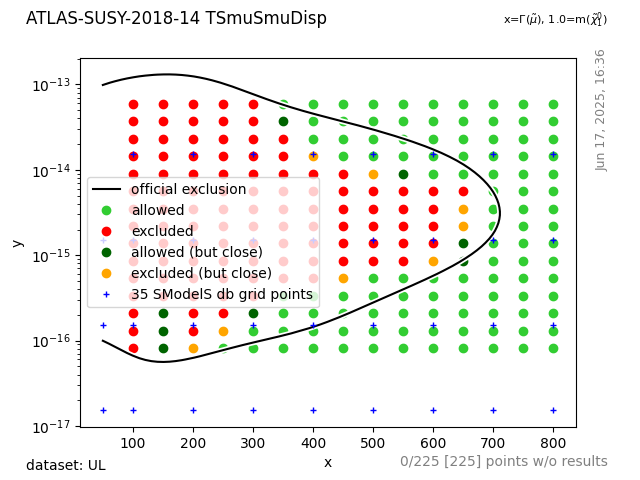 ATLAS-SUSY-2018-14 TSmuSmuDisp
x=Γ(μ̃), 1.0=m(χ̃₁⁰)
Jun 17, 2025, 16:36
10⁻¹³
10⁻¹⁴
10⁻¹⁵
10⁻¹⁶
10⁻¹⁷
y
official exclusion
allowed
excluded
allowed (but close)
excluded (but close)
35 SModelS db grid points
100 200 300 400 500 600 700 800
x
dataset: UL
0/225 [225] points w/o results